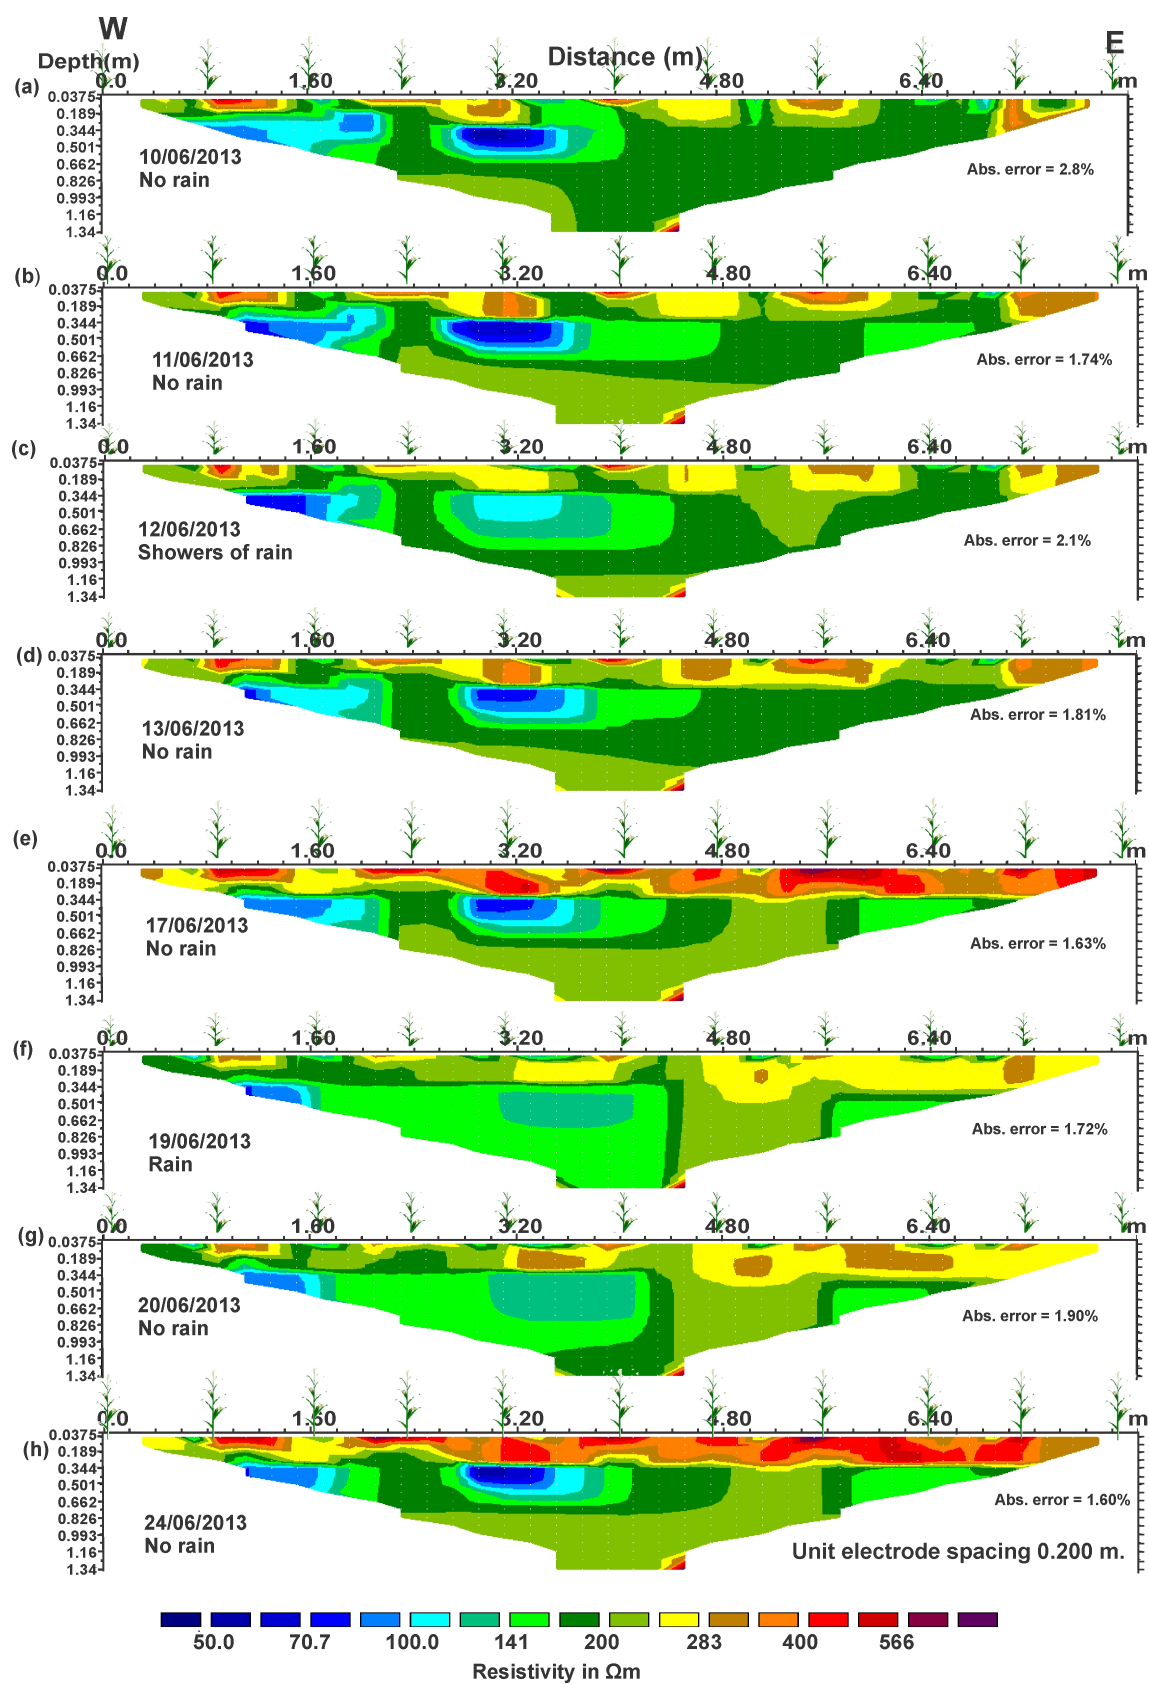 W
E
Depth(m)
Distance (m)
0.0 1.60 3.20 4.80 6.40 m
(a)
0.0375
0.189
0.344
0.501
0.662
0.826
0.993
1.16
1.34
10/06/2013
No rain
Abs. error = 2.8%
0.0 1.60 3.20 4.80 6.40 m
(b)
0.0375
0.189
0.344
0.501
0.662
0.826
0.993
1.16
1.34
11/06/2013
No rain
Abs. error = 1.74%
0.0 1.60 3.20 4.80 6.40 m
(c)
0.0375
0.189
0.344
0.501
0.662
0.826
0.993
1.16
1.34
12/06/2013
Showers of rain
Abs. error = 2.1%
0.0 1.60 3.20 4.80 6.40 m
(d)
0.0375
0.189
0.344
0.501
0.662
0.826
0.993
1.16
1.34
13/06/2013
No rain
Abs. error = 1.81%
0.0 1.60 3.20 4.80 6.40 m
(e)
0.0375
0.189
0.344
0.501
0.662
0.826
0.993
1.16
1.34
17/06/2013
No rain
Abs. error = 1.63%
0.0 1.60 3.20 4.80 6.40 m
(f)
0.0375
0.189
0.344
0.501
0.662
0.826
0.993
1.16
1.34
19/06/2013
Rain
Abs. error = 1.72%
0.0 1.60 3.20 4.80 6.40 m
(g)
0.0375
0.189
0.344
0.501
0.662
0.826
0.993
1.16
1.34
20/06/2013
No rain
Abs. error = 1.90%
0.0 1.60 3.20 4.80 6.40 m
(h)
0.0375
0.189
0.344
0.501
0.662
0.826
0.993
1.16
1.34
24/06/2013
No rain
Abs. error = 1.60%
Unit electrode spacing 0.200 m.
50.0 70.7 100.0 141 200 283 400 566
Resistivity in Ωm